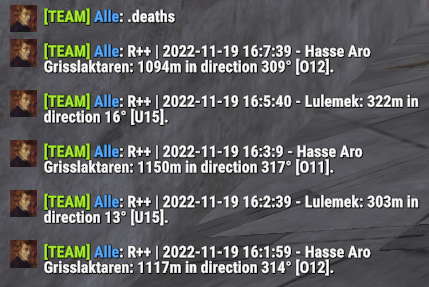 [TEAM] Alle: .deaths
[TEAM] Alle: R++ | 2022-11-19 16:7:39 - Hasse Aro
Grisslaktaren: 1094m in direction 309° [O12].
[TEAM] Alle: R++ | 2022-11-19 16:5:40 - Lulemek: 322m in
direction 16° [U15].
[TEAM] Alle: R++ | 2022-11-19 16:3:9 - Hasse Aro
Grisslaktaren: 1150m in direction 317° [O11].
[TEAM] Alle: R++ | 2022-11-19 16:2:39 - Lulemek: 303m in
direction 13° [U15].
[TEAM] Alle: R++ | 2022-11-19 16:1:59 - Hasse Aro
Grisslaktaren: 1117m in direction 314° [O12].